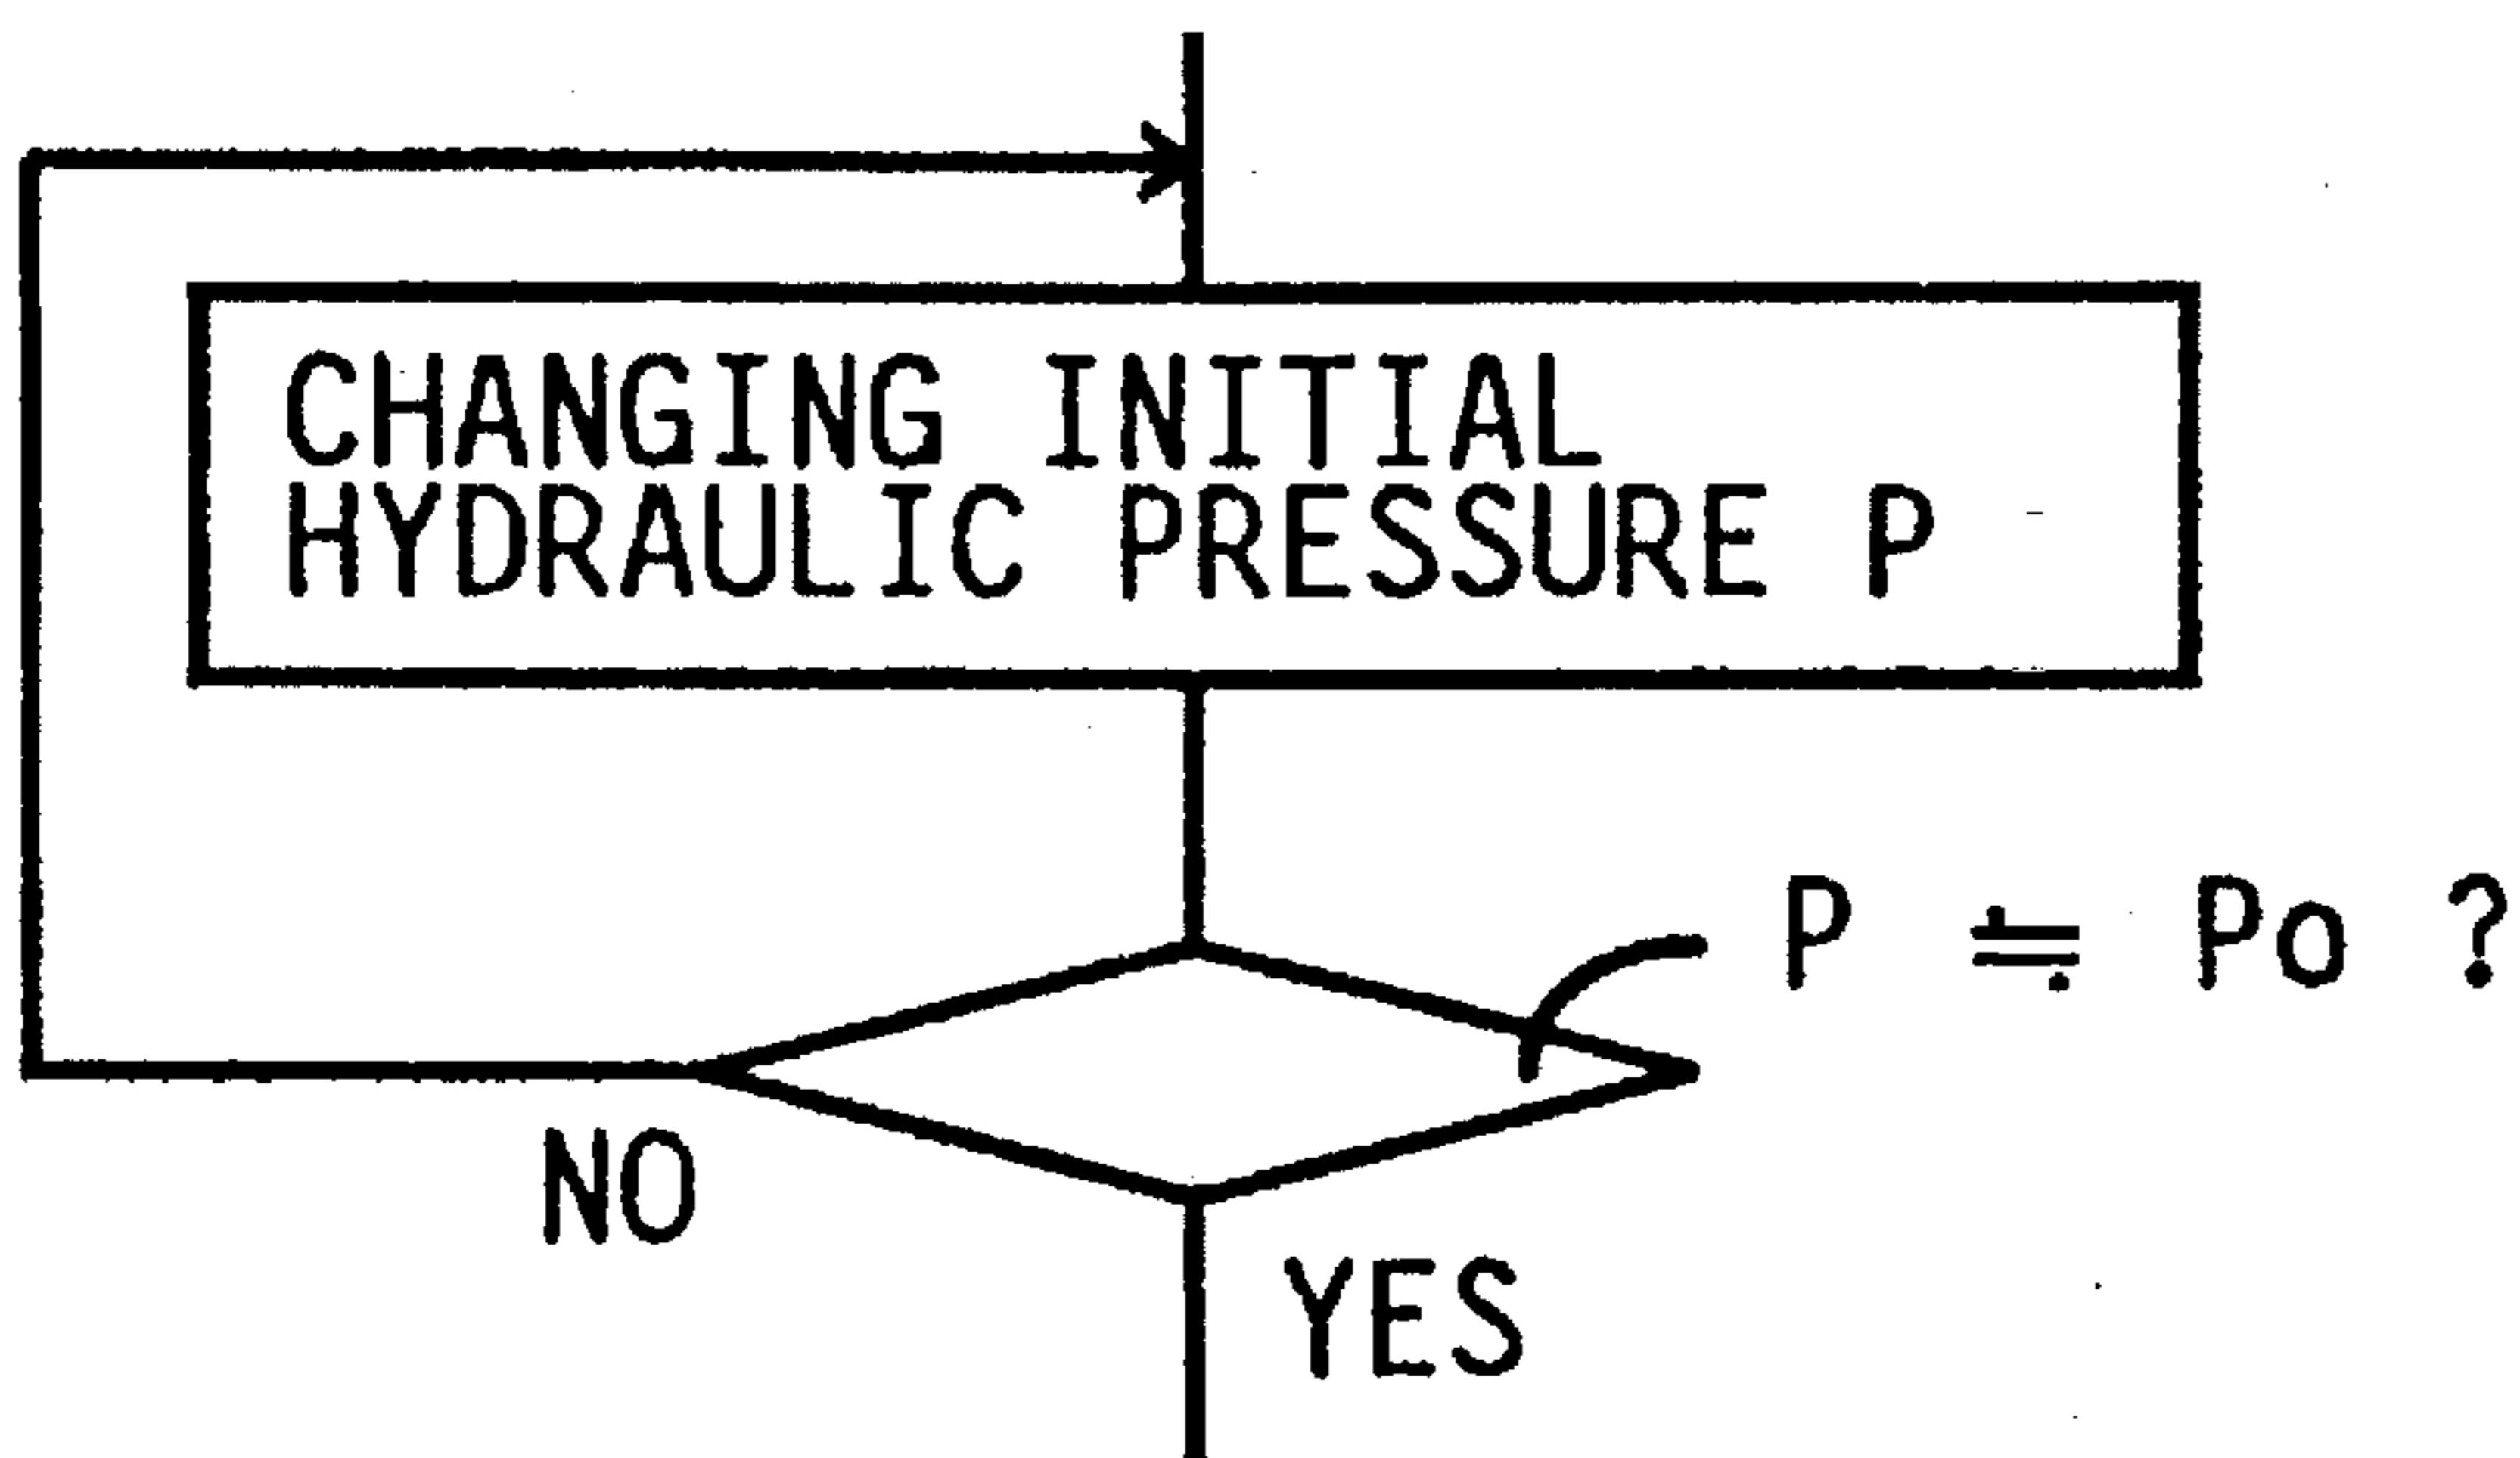 CHANGING INITIAL
HYDRAULIC PRESSURE P
P ≒ Po ?
NO
YES